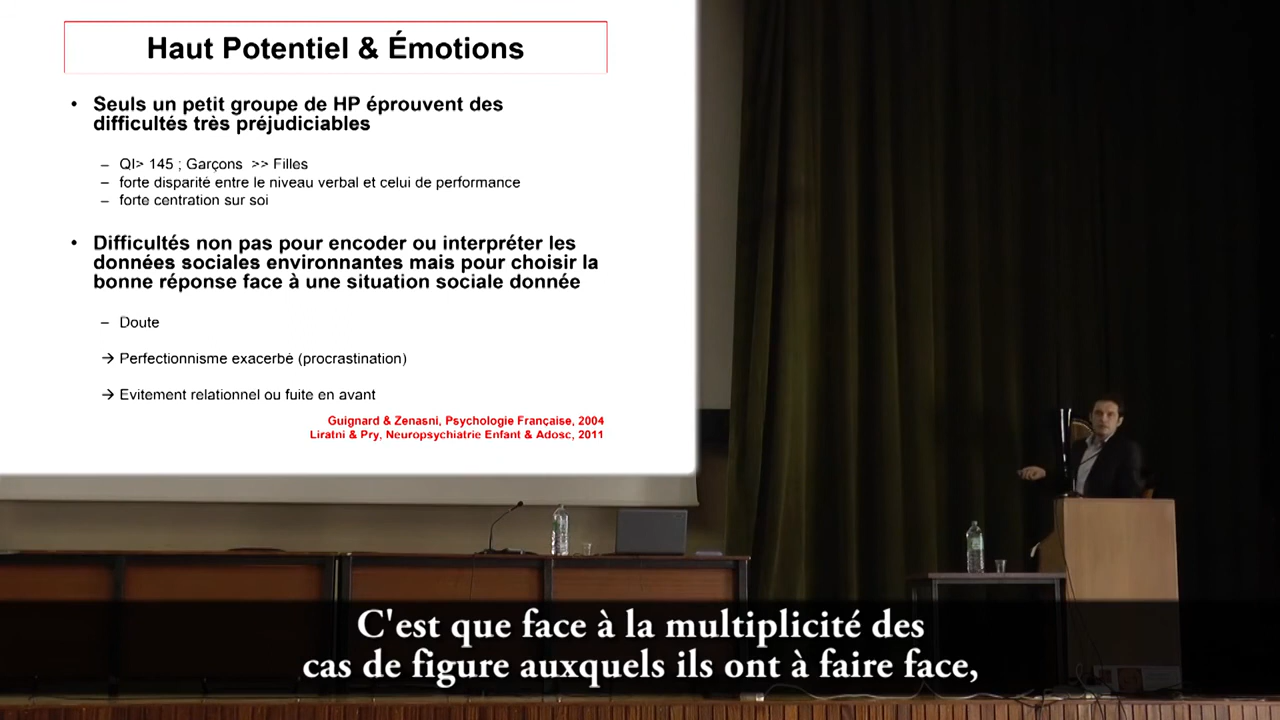 Haut Potentiel & Émotions
• Seuls un petit groupe de HP éprouvent des
difficultés très préjudiciables
– QI> 145 ; Garçons >> Filles
– forte disparité entre le niveau verbal et celui de performance
– forte centration sur soi
• Difficultés non pas pour encoder ou interpréter les
données sociales environnantes mais pour choisir la
bonne réponse face à une situation sociale donnée
– Doute
→ Perfectionnisme exacerbé (procrastination)
→ Evitement relationnel ou fuite en avant
Guignard & Zenasni, Psychologie Française, 2004
Liratni & Pry, Neuropsychiatrie Enfant & Adosc, 2011
C'est que face à la multiplicité des
cas de figure auxquels ils ont à faire face,